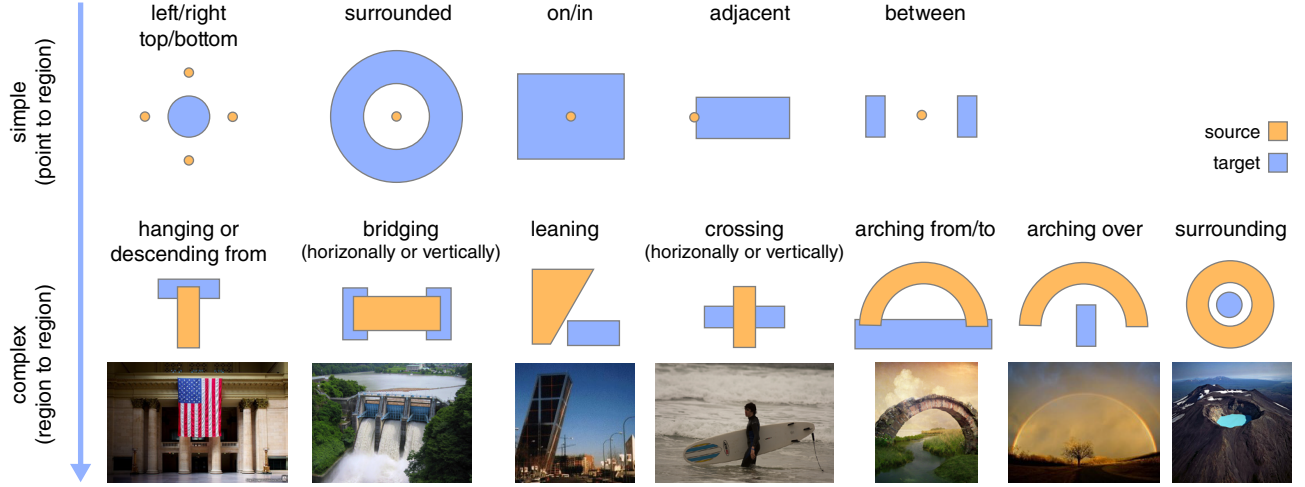 left/right
top/bottom
surrounded
on/in
adjacent
between
simple
(point to region)
source
target
hanging or
descending from
bridging
(horizonally or vertically)
leaning
crossing
(horizonally or vertically)
arching from/to
arching over
surrounding
complex
(region to region)